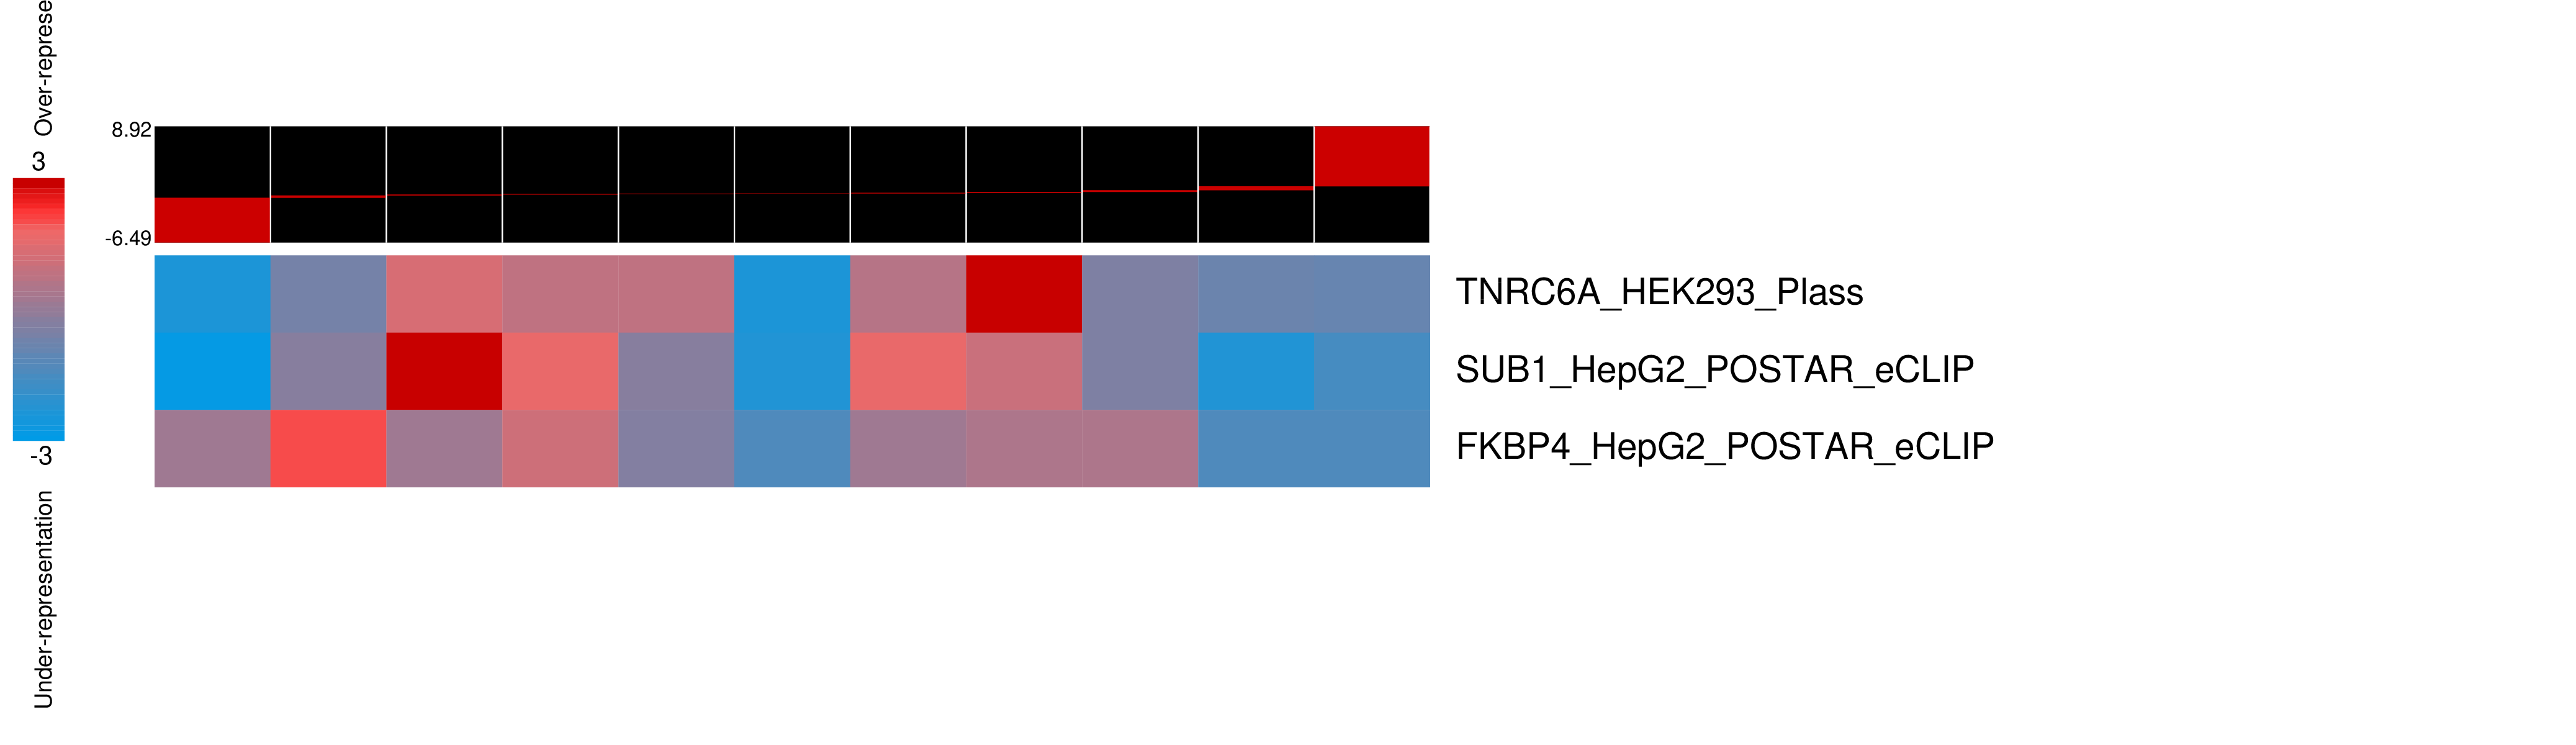 Over-represe
3
-3
Under-representation
8.92
-6.49
TNRC6A_HEK293_Plass
SUB1_HepG2_POSTAR_eCLIP
FKBP4_HepG2_POSTAR_eCLIP